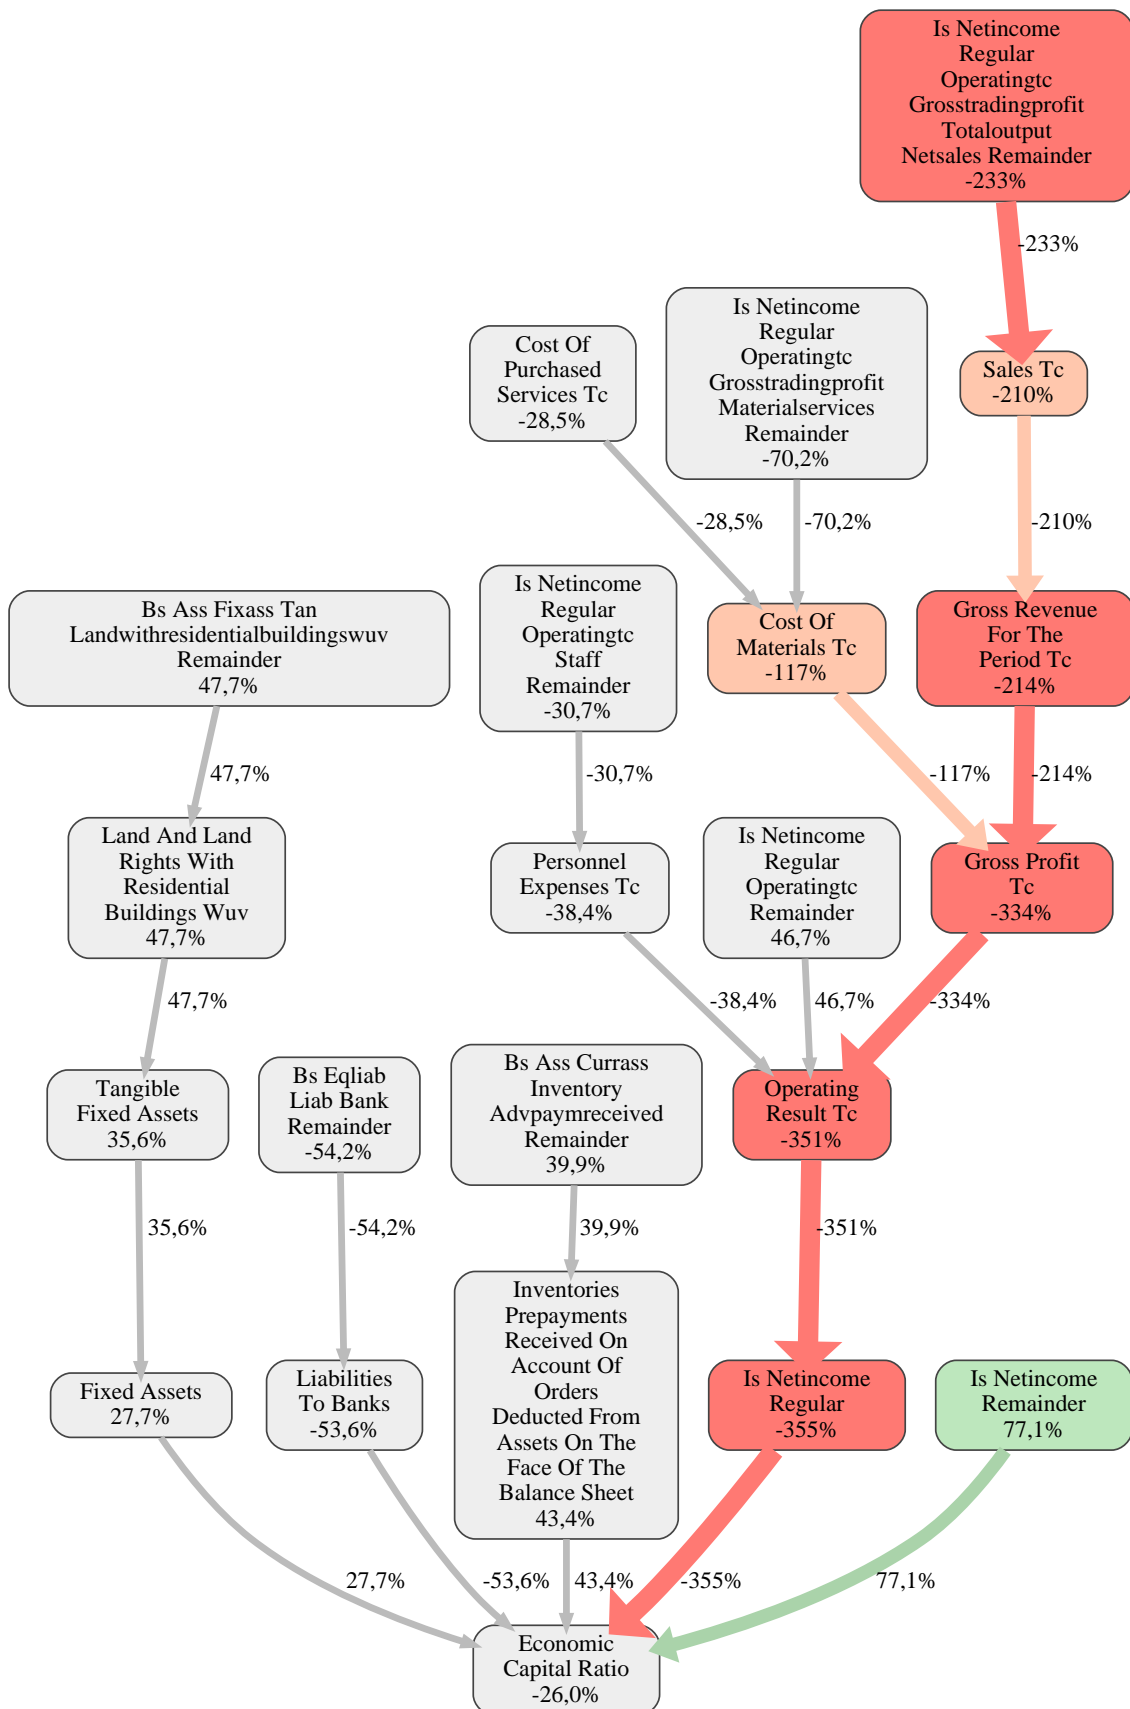 Is Netincome
Regular
Operatingtc
Grosstradingprofit
Totaloutput
Netsales Remainder
-233%
-233%
Is Netincome
Regular
Operatingtc
Grosstradingprofit
Materialservices
Remainder
-70,2%
Cost Of
Purchased
Services Tc
-28,5%
Sales Tc
-210%
-28,5%
-70,2%
-210%
Is Netincome
Regular
Operatingtc
Staff
Remainder
-30,7%
Bs Ass Fixass Tan
Landwithresidentialbuildingswuv
Remainder
47,7%
Cost Of
Materials Tc
-117%
Gross Revenue
For The
Period Tc
-214%
47,7%
-30,7%
-117%
-214%
Land And Land
Rights With
Residential
Buildings Wuv
47,7%
Personnel
Expenses Tc
-38,4%
Is Netincome
Regular
Operatingtc
Remainder
46,7%
Gross Profit
Tc
-334%
47,7%
-38,4%
46,7%
-334%
Tangible
Fixed Assets
35,6%
Bs Eqliab
Liab Bank
Remainder
-54,2%
Bs Ass Currass
Inventory
Advpaymreceived
Remainder
39,9%
Operating
Result Tc
-351%
35,6%
-54,2%
39,9%
-351%
Fixed Assets
27,7%
Liabilities
To Banks
-53,6%
Inventories
Prepayments
Received On
Account Of
Orders
Deducted From
Assets On The
Face Of The
Balance Sheet
43,4%
Is Netincome
Regular
-355%
Is Netincome
Remainder
77,1%
27,7%
-53,6%
43,4%
-355%
77,1%
Economic
Capital Ratio
-26,0%